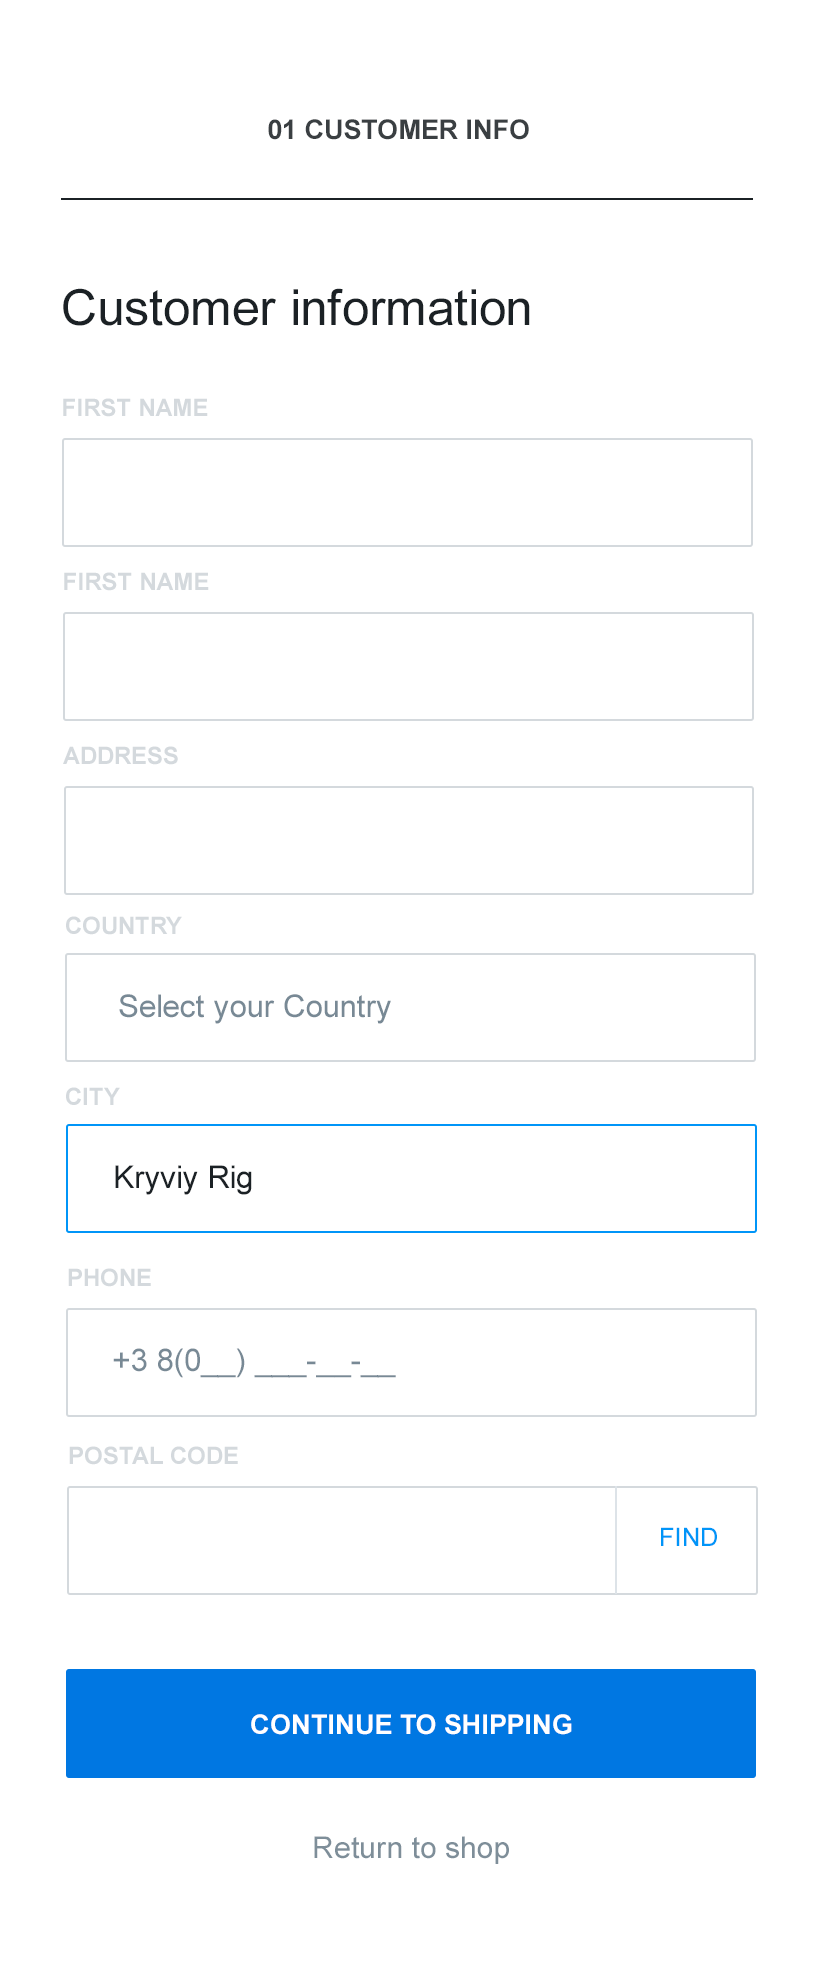 01 CUSTOMER INFO
Customer information
FIRST NAME
FIRST NAME
ADDRESS
COUNTRY
Select your Country
CITY
Kryviy Rig
PHONE
+3 8(0__) ___-__-__
POSTAL CODE
FIND
CONTINUE TO SHIPPING
Return to shop